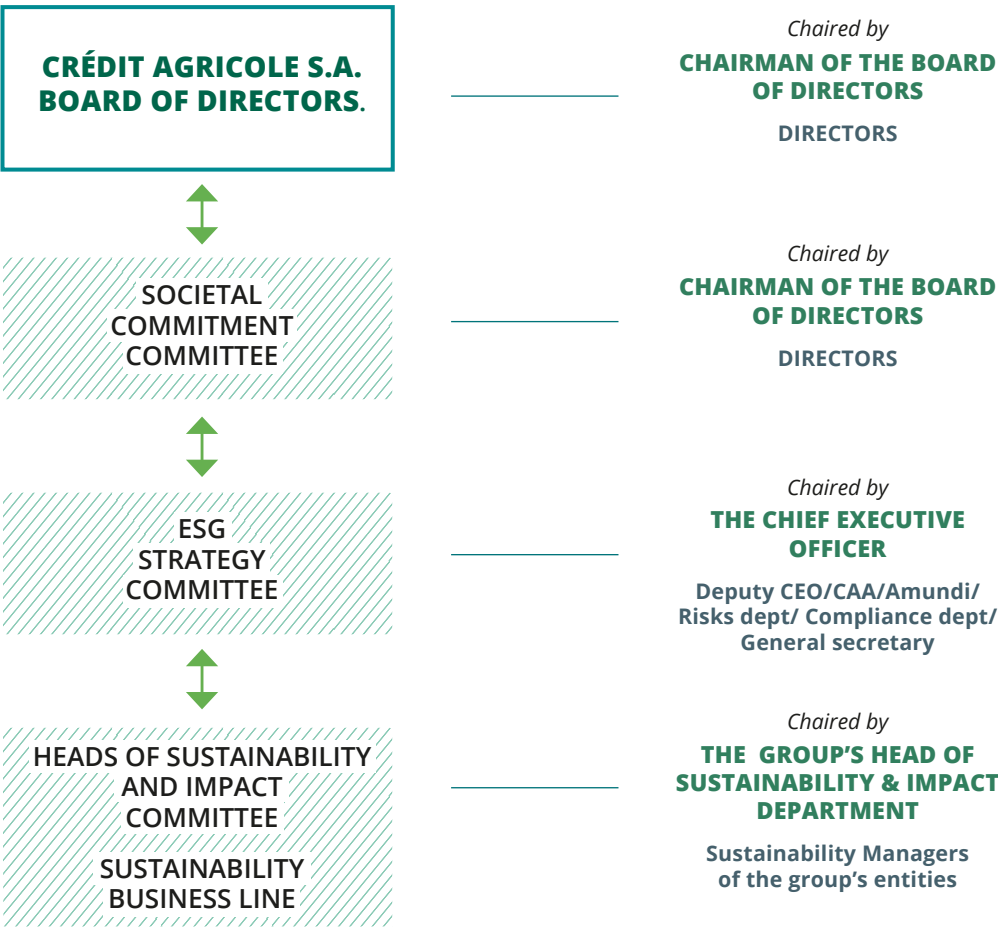 CRÉDIT AGRICOLE S.A.
BOARD OF DIRECTORS.
Chaired by
CHAIRMAN OF THE BOARD
OF DIRECTORS
DIRECTORS
SOCIETAL
COMMITMENT
COMMITTEE
Chaired by
CHAIRMAN OF THE BOARD
OF DIRECTORS
DIRECTORS
ESG
STRATEGY
COMMITTEE
Chaired by
THE CHIEF EXECUTIVE
OFFICER
Deputy CEO/CAA/Amundi/
Risks dept/ Compliance dept/
General secretary
HEADS OF SUSTAINABILITY
AND IMPACT
COMMITTEE
SUSTAINABILITY
BUSINESS LINE
Chaired by
THE GROUP'S HEAD OF
SUSTAINABILITY & IMPACT
DEPARTMENT
Sustainability Managers
of the group's entities